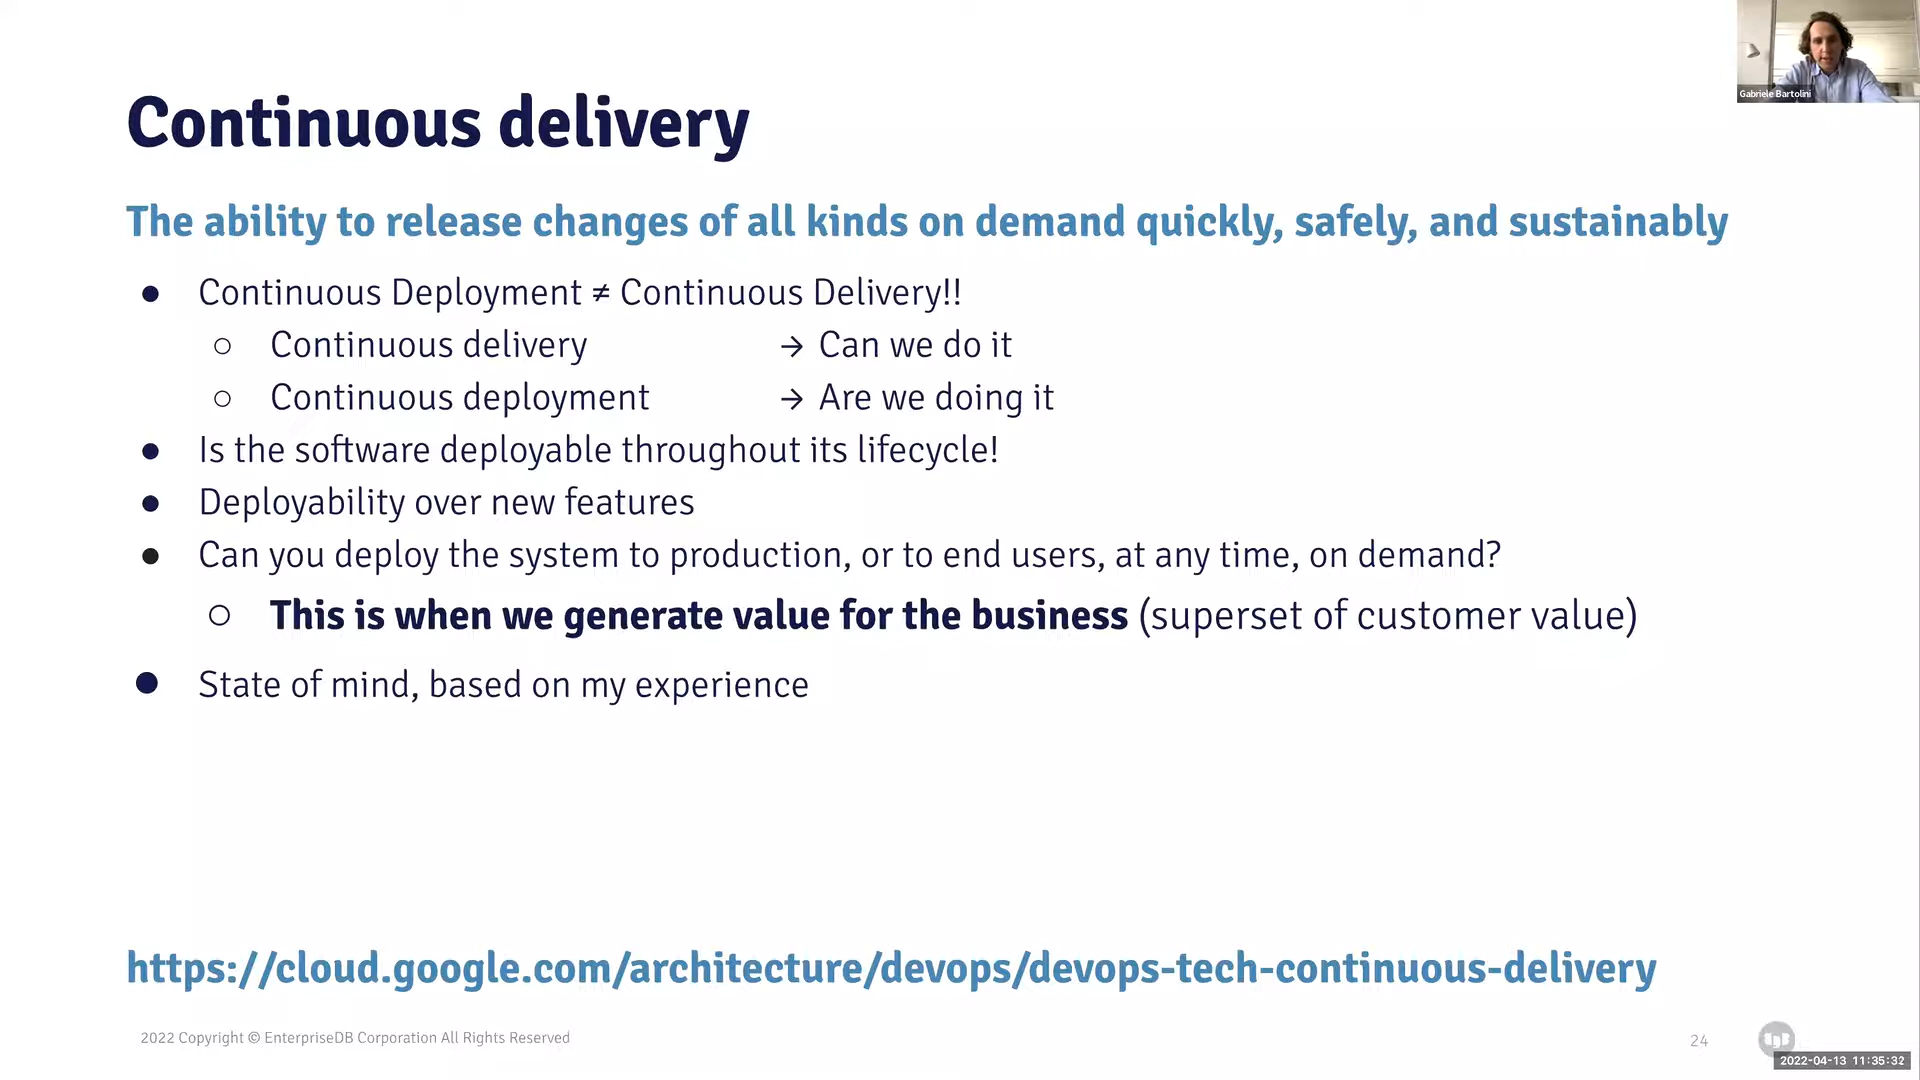 Gabriele Bartolini
Continuous delivery
The ability to release changes of all kinds on demand quickly, safely, and sustainably
● Continuous Deployment ≠ Continuous Delivery!!
○ Continuous delivery → Can we do it
○ Continuous deployment → Are we doing it
● Is the software deployable throughout its lifecycle!
● Deployability over new features
● Can you deploy the system to production, or to end users, at any time, on demand?
○ This is when we generate value for the business (superset of customer value)
● State of mind, based on my experience
https://cloud.google.com/architecture/devops/devops-tech-continuous-delivery
2022 Copyright © EnterpriseDB Corporation All Rights Reserved
24
2022-04-13 11:35:32